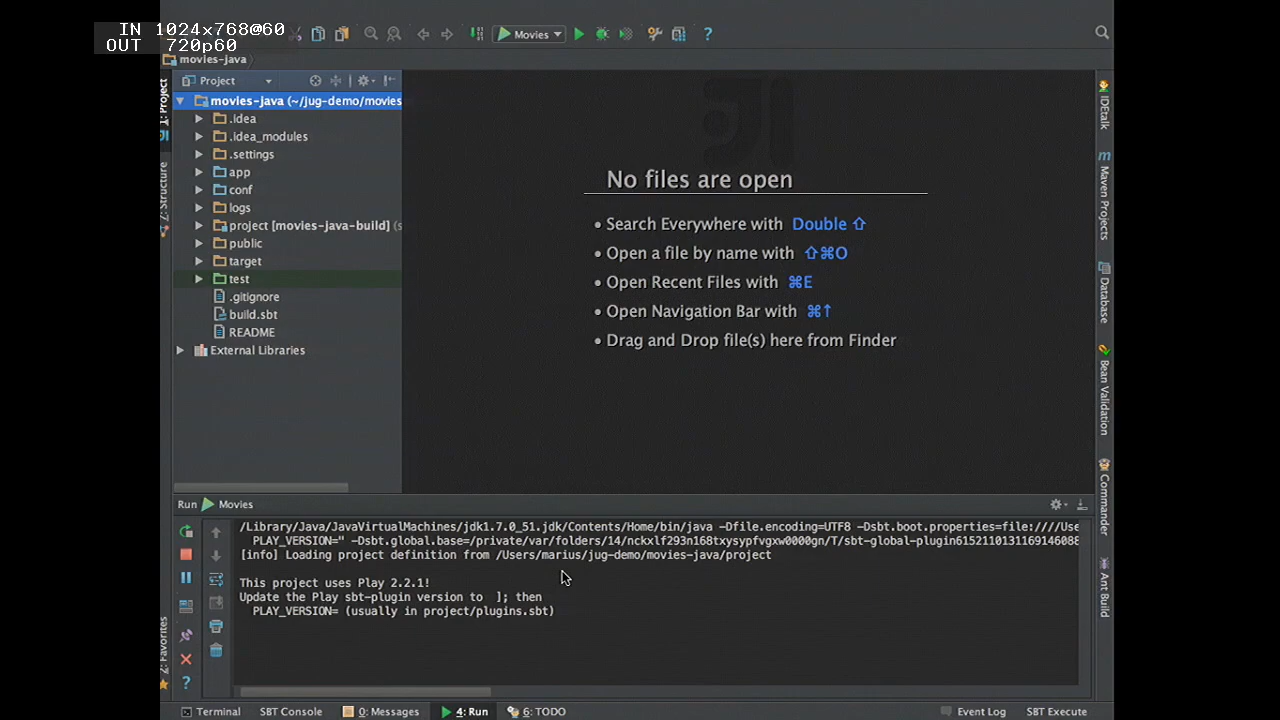 IN 1024x768@60
OUT 720p60
Movies
?
movies-java
Project
1: Project
movies-java (~/jug-demo/movies
.idea
.idea_modules
.settings
app
conf
logs
project [movies-java-build] (s
public
target
test
.gitignore
build.sbt
README
External Libraries
Z: Structure
No files are open
• Search Everywhere with Double ⇧
• Open a file by name with ⇧⌘O
• Open Recent Files with ⌘E
• Open Navigation Bar with ⌘↑
• Drag and Drop file(s) here from Finder
IDEtalk
m Maven Projects
Database
Bean Validation
Commander
Ant Build
Run Movies
/Library/Java/JavaVirtualMachines/jdk1.7.0_51.jdk/Contents/Home/bin/java -Dfile.encoding=UTF8 -Dsbt.boot.properties=file:////Use
PLAY_VERSION=" -Dsbt.global.base=/private/var/folders/14/nckxlf293n168txysypfvgxw0000gn/T/sbt-global-plugin6152110131169146088
[info] Loading project definition from /Users/marius/jug-demo/movies-java/project
This project uses Play 2.2.1!
Update the Play sbt-plugin version to ]; then
PLAY_VERSION= (usually in project/plugins.sbt)
2: Favorites
?
Terminal
SBT Console
0: Messages
4: Run
6: TODO
Event Log
SBT Execute